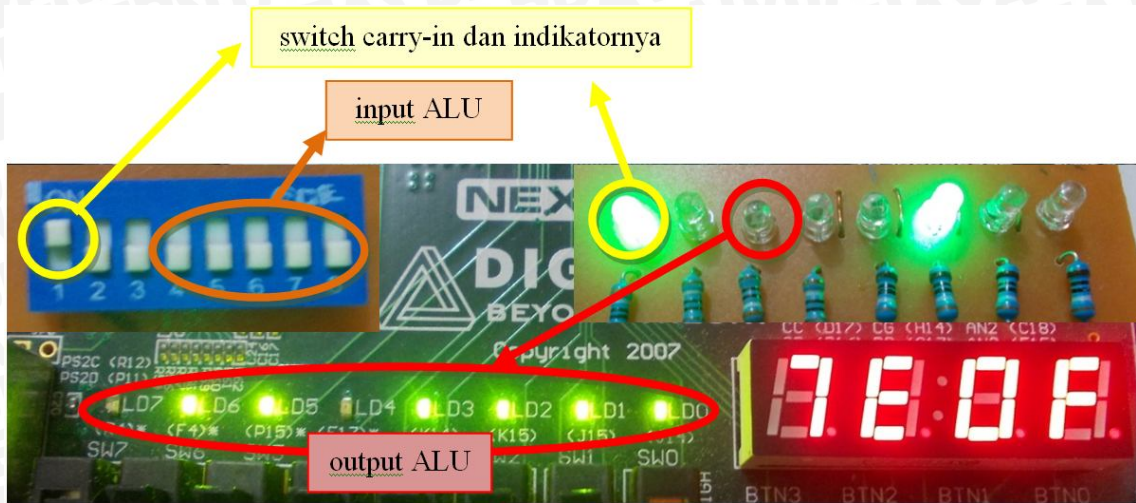 switch carry-in dan indikatornya
input ALU
ON
1 2 3 4 5 6 7
NEX
DIG
BEYO
Copyright 2007
CC (D17) CG (H14) AN2 (C18)
PS2C (R12)
PS2D (P11)
LD7 LD6 LD5 LD4 LD3 LD2 LD1 LD0
(F4)* (P15)* (K15) (J15)
SW7 SW1 SW0
output ALU
7E0F
BTN3 BTN2 BTN1 BTN0